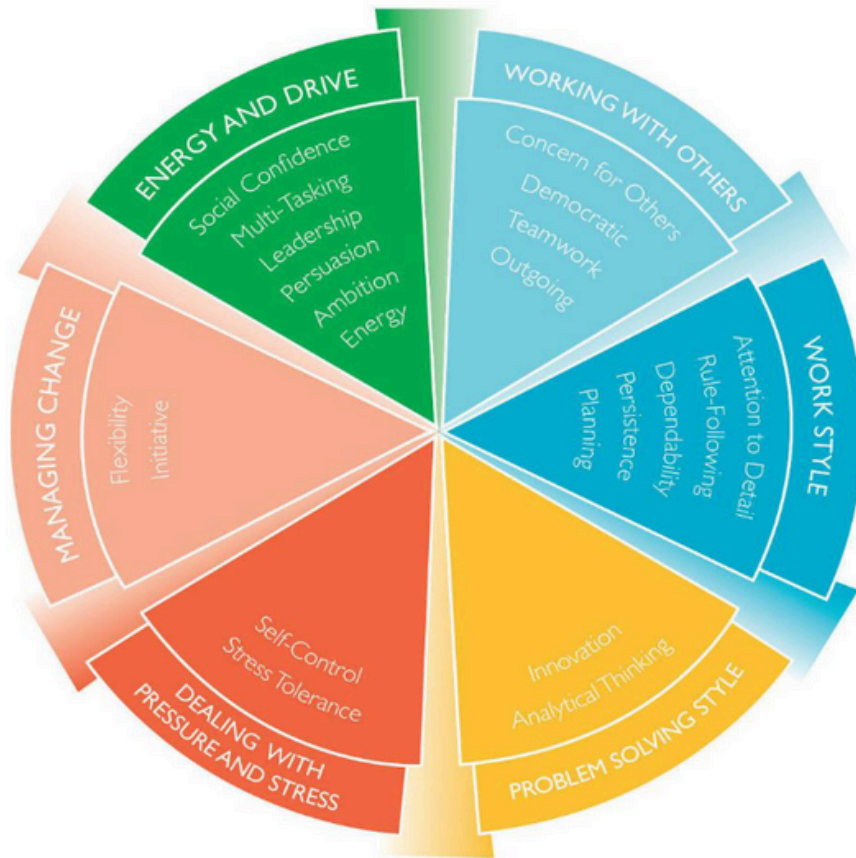 ENERGY AND DRIVE
Social Confidence
Multi-Tasking
Leadership
Persuasion
Ambition
Energy
WORKING WITH OTHERS
Concern for Others
Democratic
Teamwork
Outgoing
WORK STYLE
Attention to Detail
Rule-Following
Dependability
Persistence
Planning
PROBLEM SOLVING STYLE
Innovation
Analytical Thinking
DEALING WITH
PRESSURE AND STRESS
Self-Control
Stress Tolerance
MANAGING CHANGE
Flexibility
Initiative